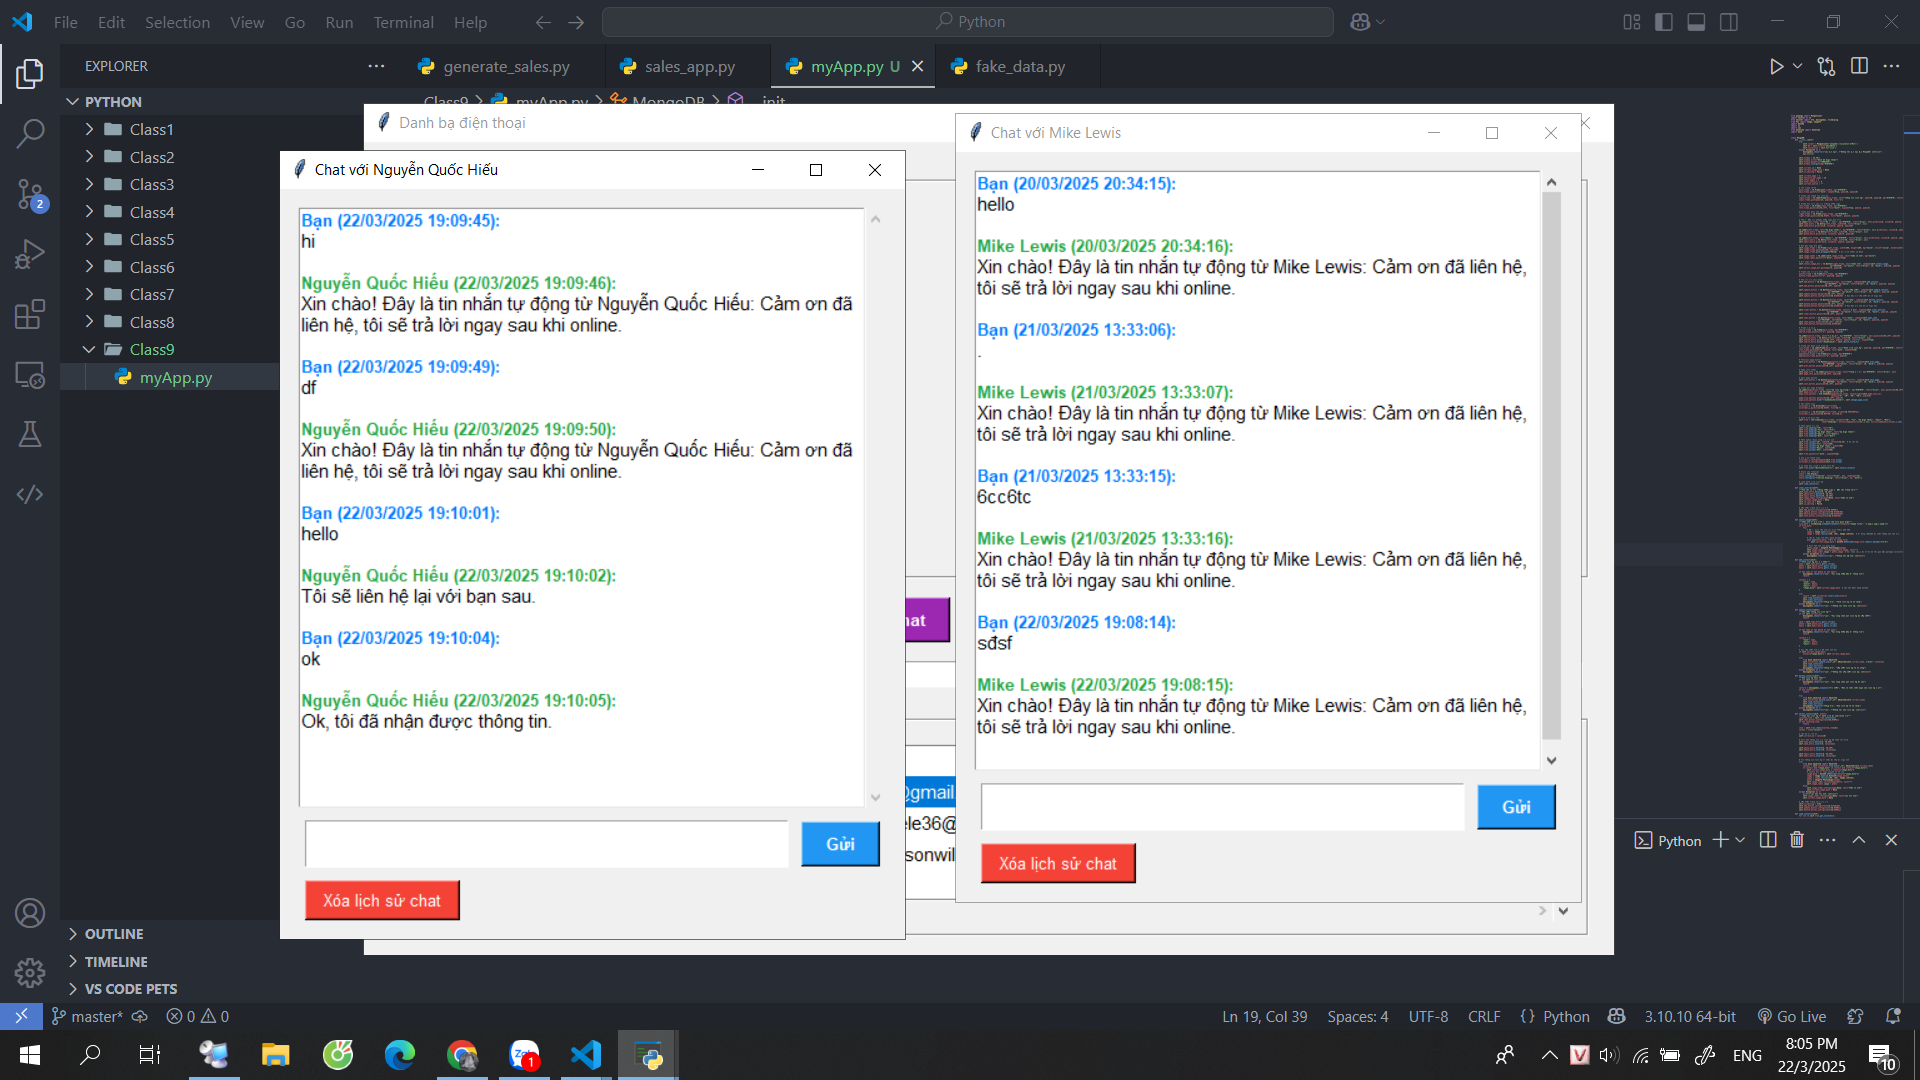 File Edit Selection View Go Run Terminal Help
Python
EXPLORER
generate_sales.py
sales_app.py
myApp.py U
fake_data.py
PYTHON
Class1
Class2
Class3
Class4
Class5
Class6
Class7
Class8
Class9
myApp.py
2
OUTLINE
TIMELINE
VS CODE PETS
Danh bạ điện thoại
Chat với Nguyễn Quốc Hiếu
Bạn (22/03/2025 19:09:45):
hi
Nguyễn Quốc Hiếu (22/03/2025 19:09:46):
Xin chào! Đây là tin nhắn tự động từ Nguyễn Quốc Hiếu: Cảm ơn đã
liên hệ, tôi sẽ trả lời ngay sau khi online.
Bạn (22/03/2025 19:09:49):
df
Nguyễn Quốc Hiếu (22/03/2025 19:09:50):
Xin chào! Đây là tin nhắn tự động từ Nguyễn Quốc Hiếu: Cảm ơn đã
liên hệ, tôi sẽ trả lời ngay sau khi online.
Bạn (22/03/2025 19:10:01):
hello
Nguyễn Quốc Hiếu (22/03/2025 19:10:02):
Tôi sẽ liên hệ lại với bạn sau.
Bạn (22/03/2025 19:10:04):
ok
Nguyễn Quốc Hiếu (22/03/2025 19:10:05):
Ok, tôi đã nhận được thông tin.
Gửi
Xóa lịch sử chat
hat
@gmail
ele36@
sonwil
Chat với Mike Lewis
Bạn (20/03/2025 20:34:15):
hello
Mike Lewis (20/03/2025 20:34:16):
Xin chào! Đây là tin nhắn tự động từ Mike Lewis: Cảm ơn đã liên hệ,
tôi sẽ trả lời ngay sau khi online.
Bạn (21/03/2025 13:33:06):
.
Mike Lewis (21/03/2025 13:33:07):
Xin chào! Đây là tin nhắn tự động từ Mike Lewis: Cảm ơn đã liên hệ,
tôi sẽ trả lời ngay sau khi online.
Bạn (21/03/2025 13:33:15):
6cc6tc
Mike Lewis (21/03/2025 13:33:16):
Xin chào! Đây là tin nhắn tự động từ Mike Lewis: Cảm ơn đã liên hệ,
tôi sẽ trả lời ngay sau khi online.
Bạn (22/03/2025 19:08:14):
sđsf
Mike Lewis (22/03/2025 19:08:15):
Xin chào! Đây là tin nhắn tự động từ Mike Lewis: Cảm ơn đã liên hệ,
tôi sẽ trả lời ngay sau khi online.
Gửi
Xóa lịch sử chat
Python
master* 0 0
Ln 19, Col 39 Spaces: 4 UTF-8 CRLF {} Python 3.10.10 64-bit Go Live
1
ENG
8:05 PM
22/3/2025
10